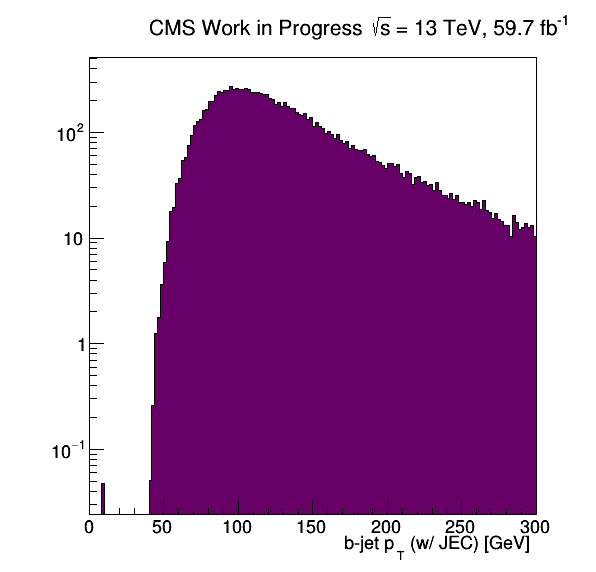 CMS Work in Progress √s = 13 TeV, 59.7 fb⁻¹
10²
10
1
10⁻¹
0 50 100 150 200 250 300
b-jet p_T (w/ JEC) [GeV]